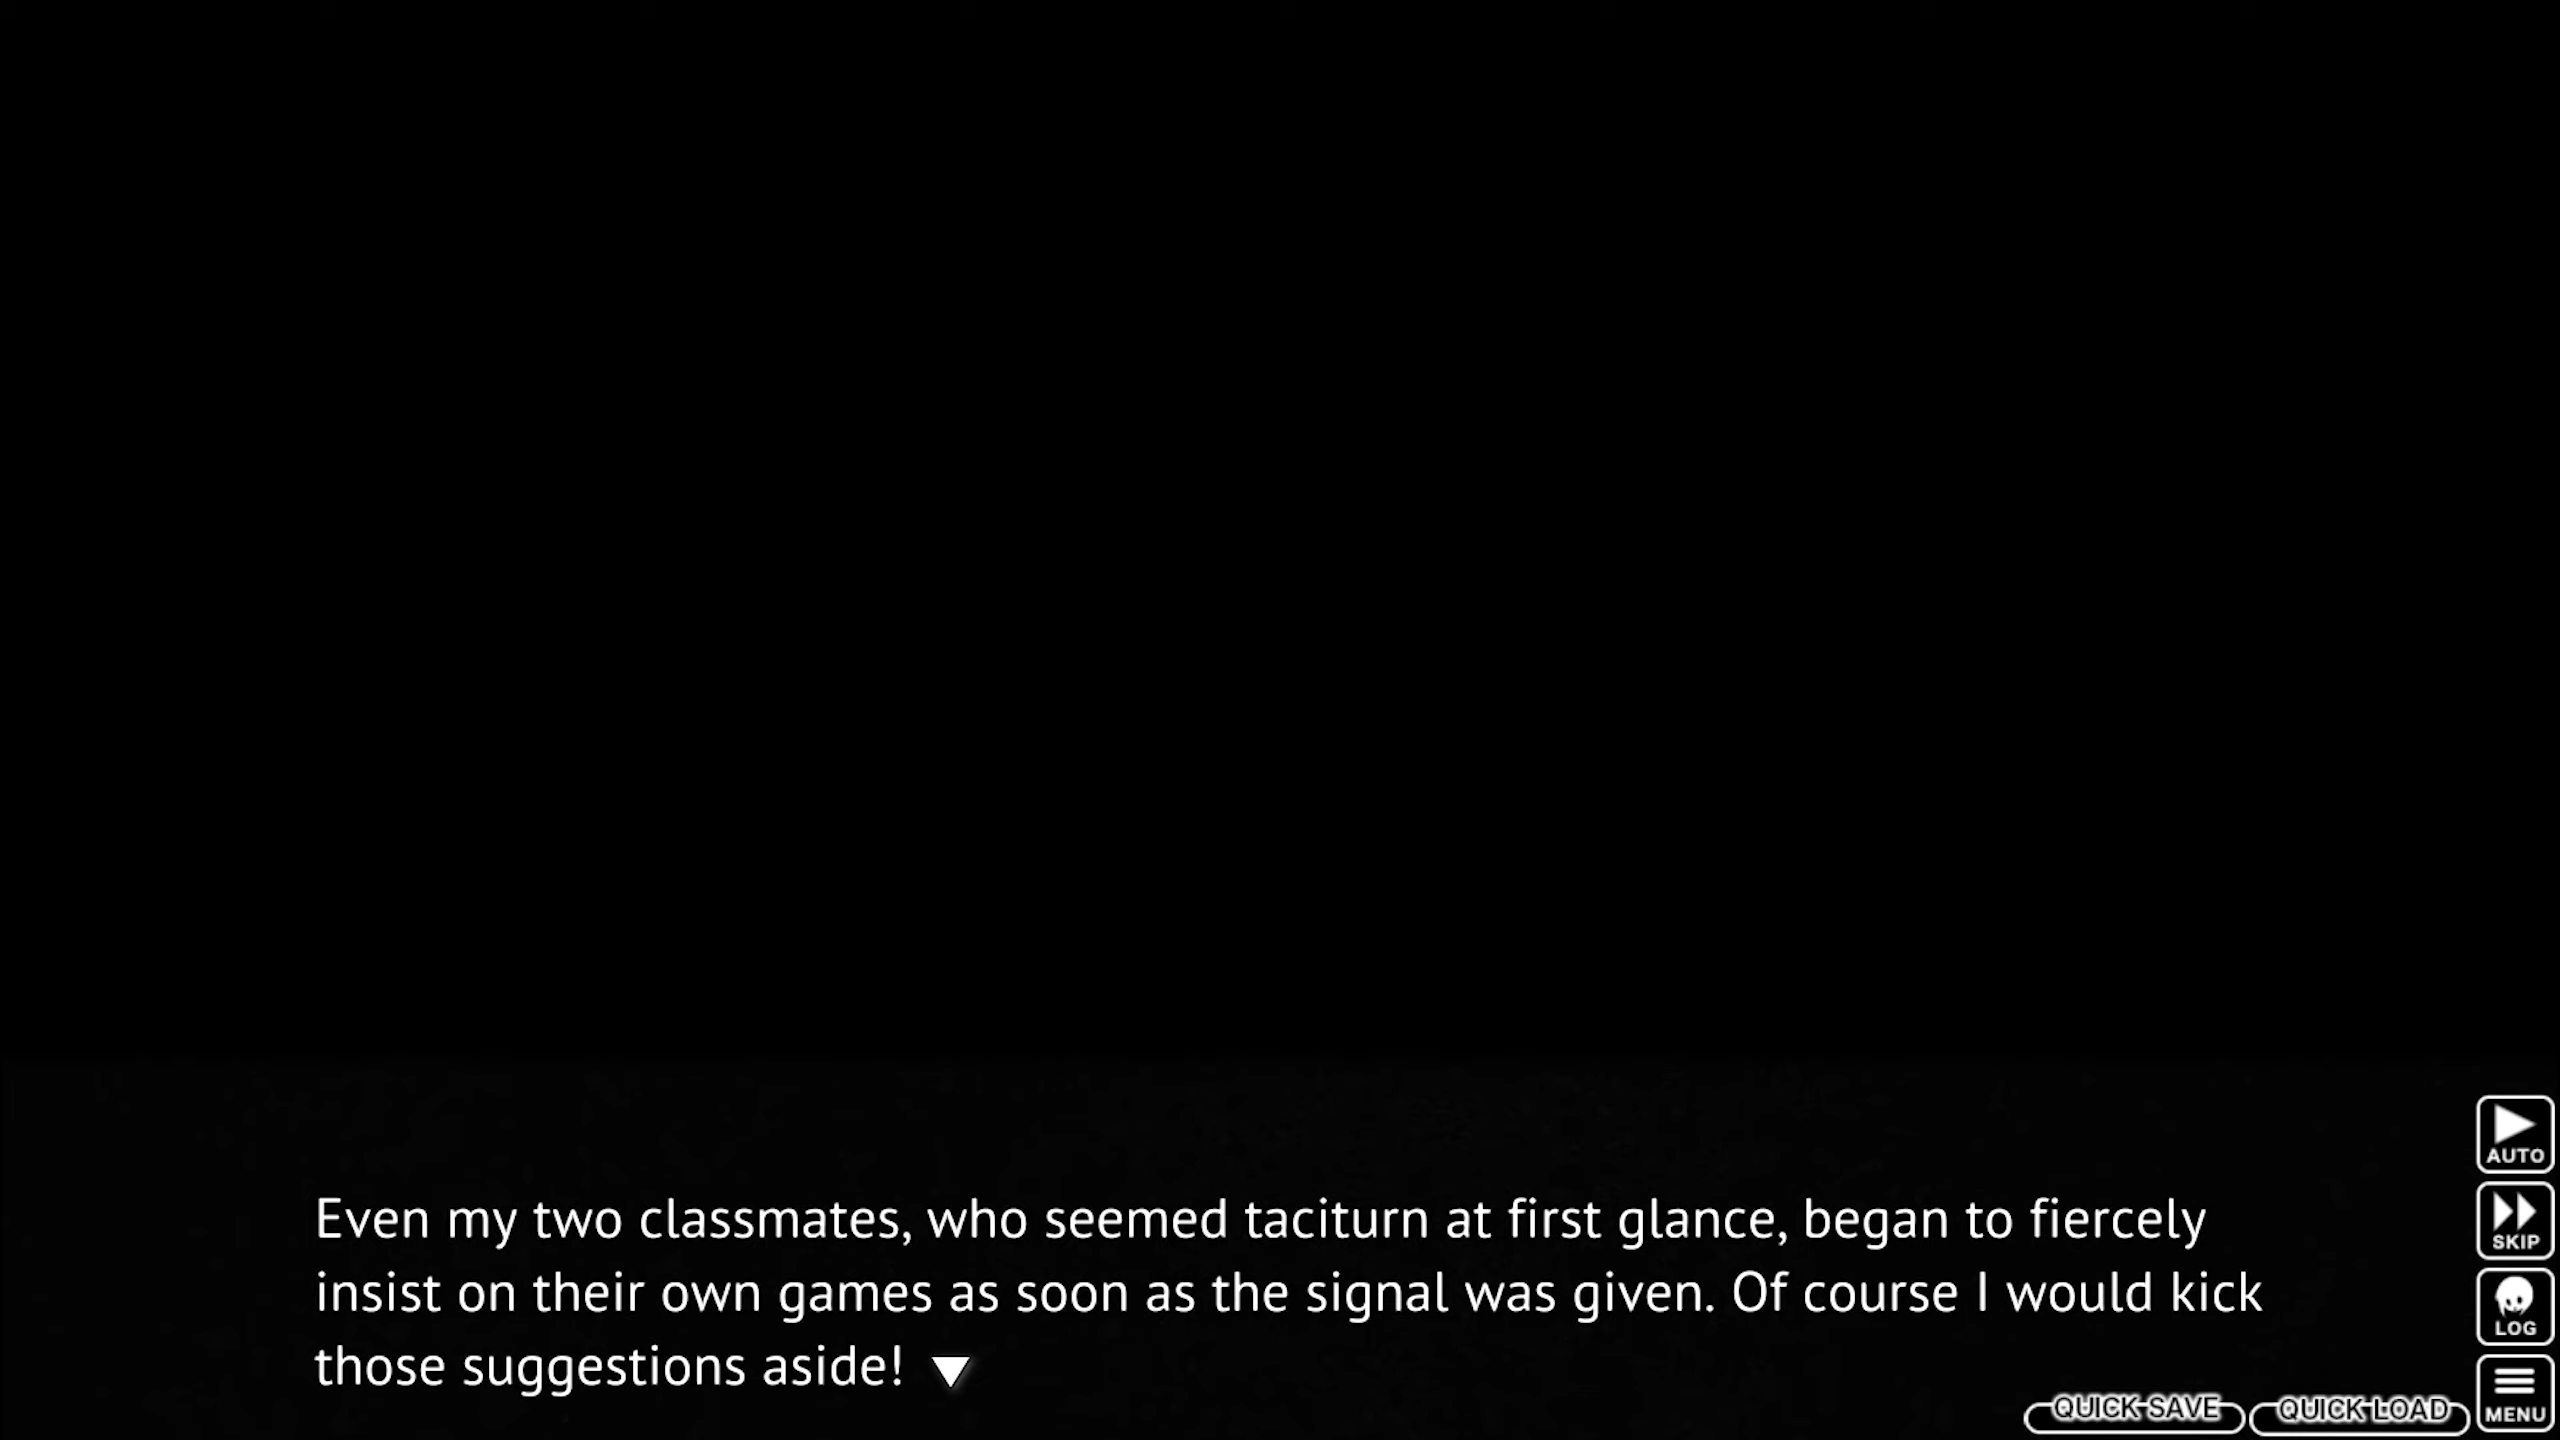 Even my two classmates, who seemed taciturn at first glance, began to fiercely
insist on their own games as soon as the signal was given. Of course I would kick
those suggestions aside!
AUTO
SKIP
LOG
MENU
QUICK SAVE
QUICK LOAD